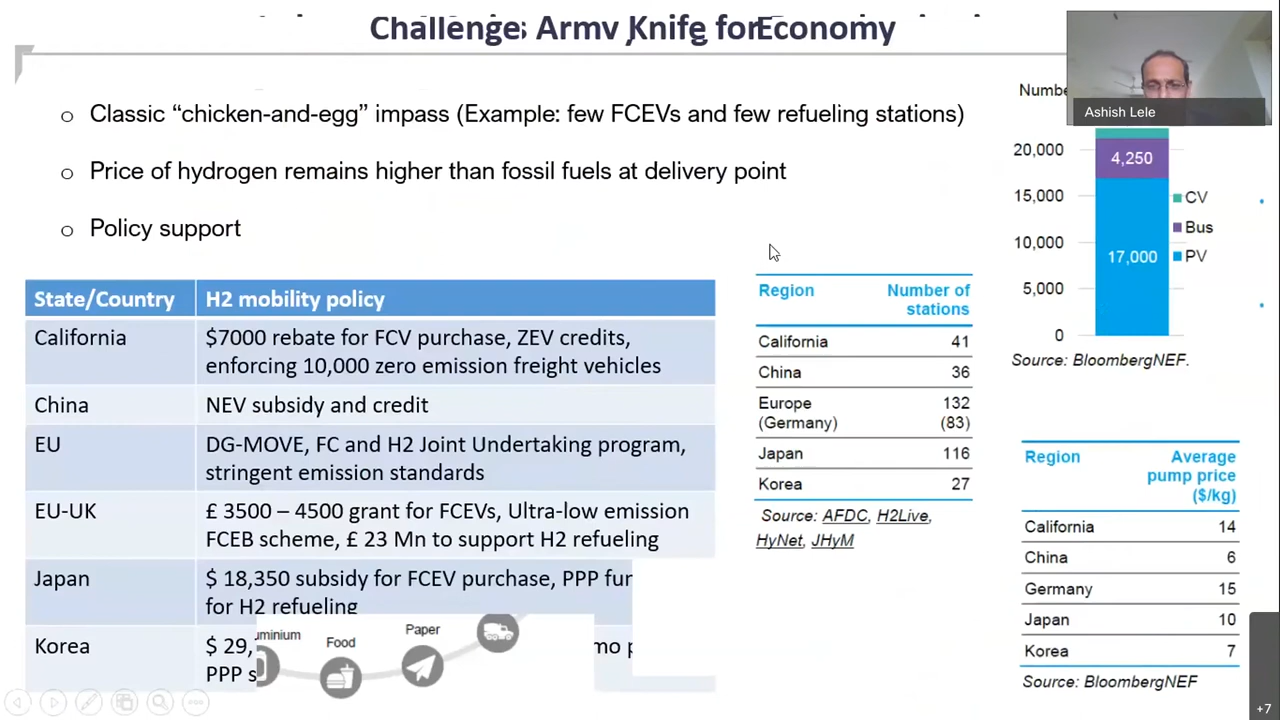 Challenge Army Knife for Economy
o Classic “chicken-and-egg” impass (Example: few FCEVs and few refueling stations)
o Price of hydrogen remains higher than fossil fuels at delivery point
o Policy support
State/Country H2 mobility policy
California $7000 rebate for FCV purchase, ZEV credits,
enforcing 10,000 zero emission freight vehicles
China NEV subsidy and credit
EU DG-MOVE, FC and H2 Joint Undertaking program,
stringent emission standards
EU-UK £ 3500 – 4500 grant for FCEVs, Ultra-low emission
FCEB scheme, £ 23 Mn to support H2 refueling
Japan $ 18,350 subsidy for FCEV purchase, PPP
for H2 refueling
Korea $ 29,
PPP
Food
Paper
Region Number of
stations
California 41
China 36
Europe 132
(Germany) (83)
Japan 116
Korea 27
Source: AFDC, H2Live,
HyNet, JHyM
Ashish Lele
20,000
15,000
10,000
5,000
0
4,250
17,000
CV
Bus
PV
Source: BloombergNEF.
Region Average
pump price
($/kg)
California 14
China 6
Germany 15
Japan 10
Korea 7
Source: BloombergNEF
+7